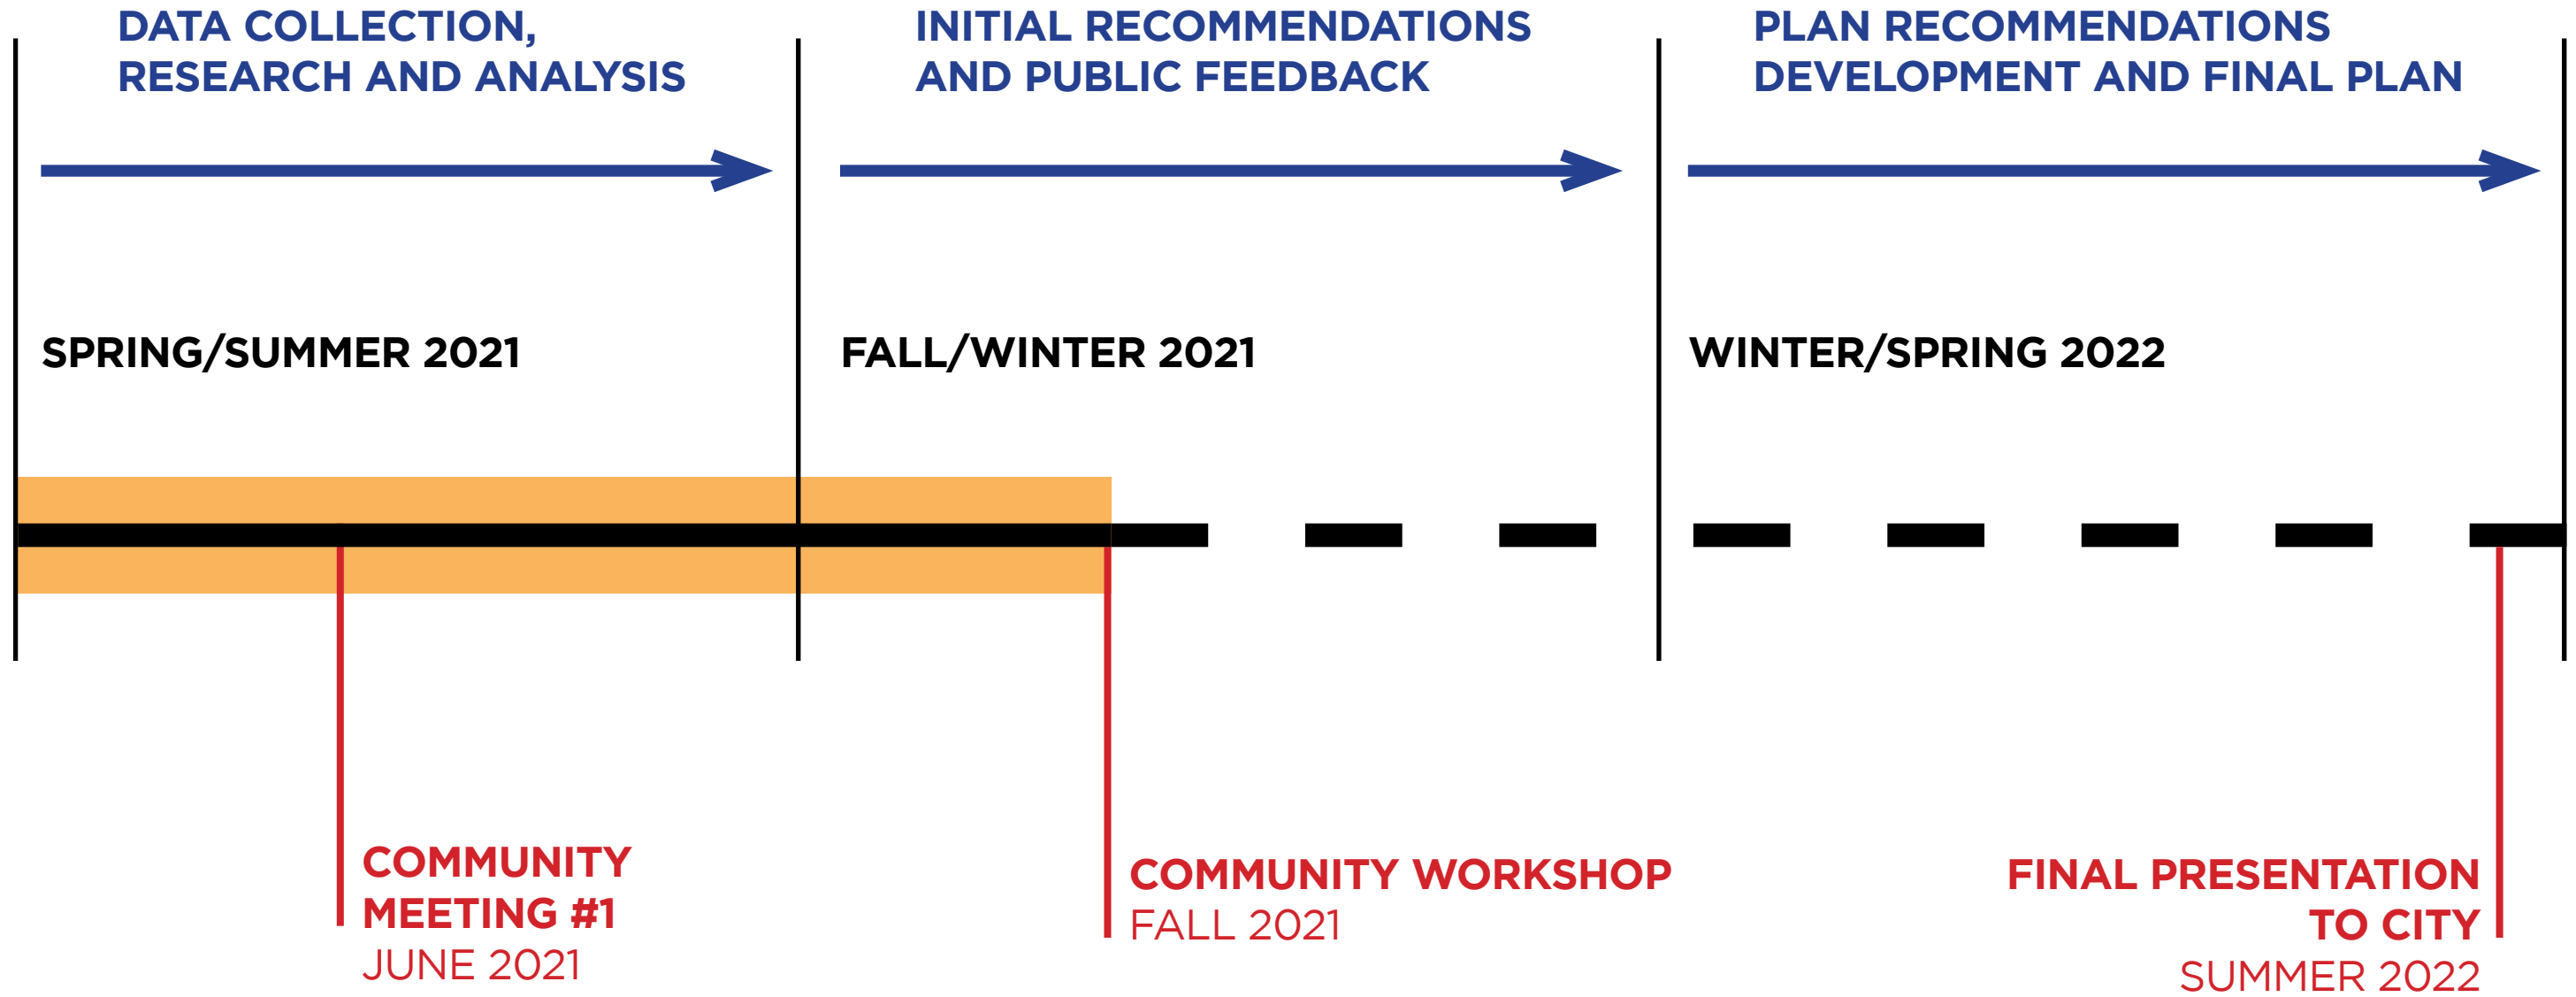 DATA COLLECTION,
RESEARCH AND ANALYSIS
INITIAL RECOMMENDATIONS
AND PUBLIC FEEDBACK
PLAN RECOMMENDATIONS
DEVELOPMENT AND FINAL PLAN
SPRING/SUMMER 2021
FALL/WINTER 2021
WINTER/SPRING 2022
COMMUNITY
MEETING #1
JUNE 2021
COMMUNITY WORKSHOP
FALL 2021
FINAL PRESENTATION
TO CITY
SUMMER 2022